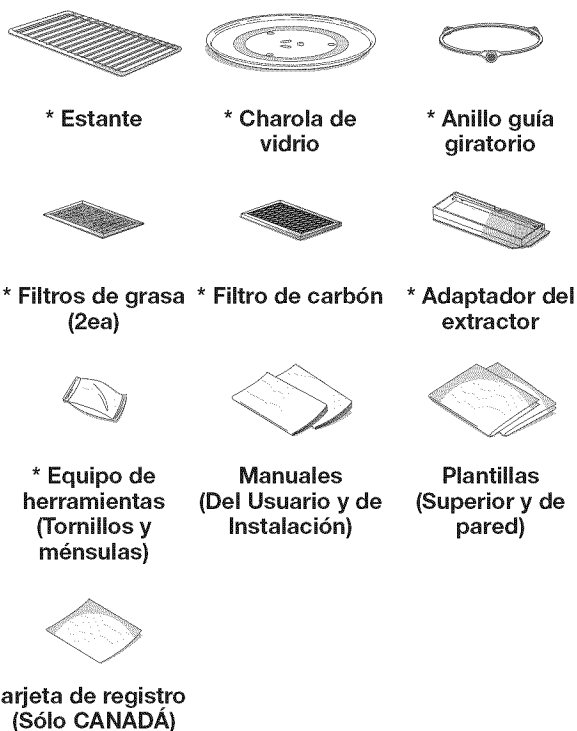 * Estante
* Charola de
vidrio
* Anillo guía
giratorio
* Filtros de grasa
(2ea)
* Filtro de carbón
* Adaptador del
extractor
* Equipo de
herramientas
(Tornillos y
ménsulas)
Manuales
(Del Usuario y de
Instalación)
Plantillas
(Superior y de
pared)
arjeta de registro
(Sólo CANADÁ)